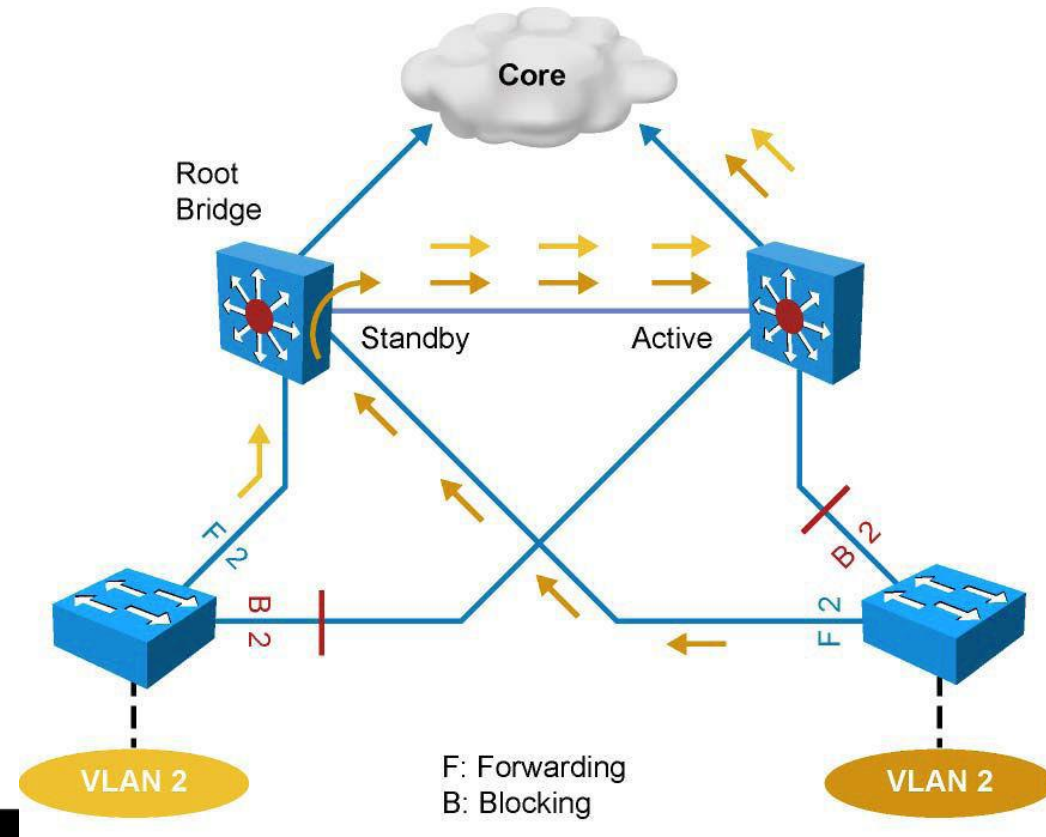 Core
Root
Bridge
Standby
Active
F 2
B 2
B 2
F 2
VLAN 2
VLAN 2
F: Forwarding
B: Blocking